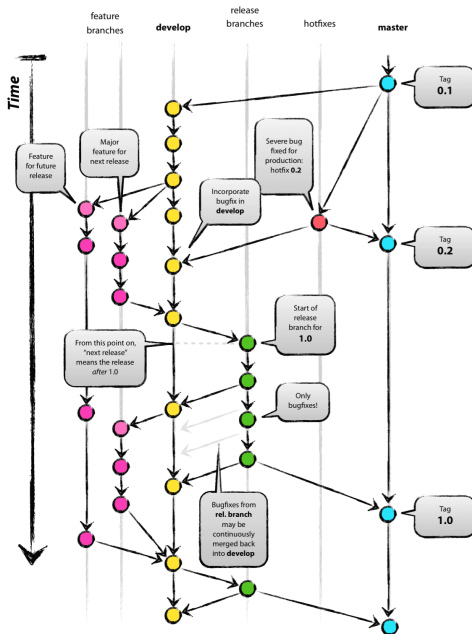 feature
branches
develop
release
branches
hotfixes
master
Time
Tag
0.1
Major
feature for
next release
Severe bug
fixed for
production:
hotfix 0.2
Feature
for future
release
Incorporate
bugfix in
develop
Tag
0.2
Start of
release
branch for
1.0
From this point on,
"next release"
means the release
after 1.0
Only
bugfixes!
Bugfixes from
rel. branch
may be
continuously
merged back
into develop
Tag
1.0